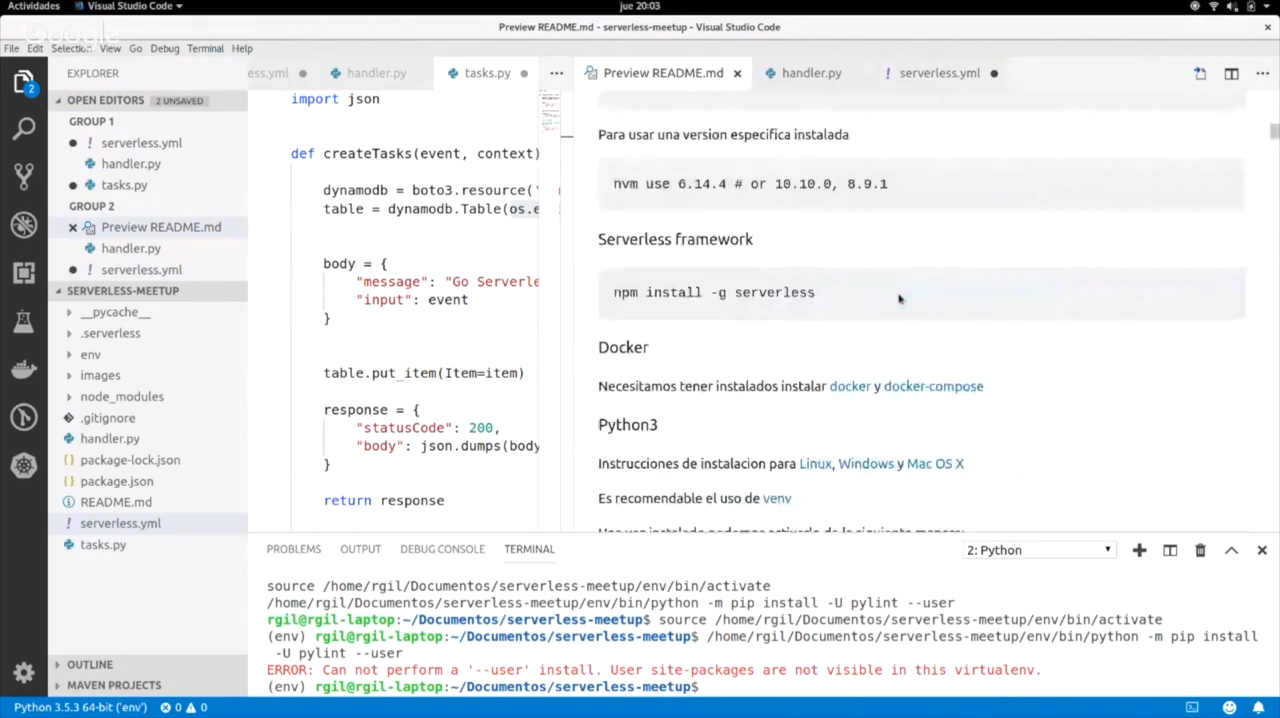 Actividades Visual Studio Code jue 20:03
Preview README.md - serverless-meetup - Visual Studio Code
Google
File Edit Selection View Go Debug Terminal Help
EXPLORER
ess.yml handler.py tasks.py Preview README.md handler.py ! serverless.yml
2
OPEN EDITORS 2 UNSAVED
GROUP 1
! serverless.yml
handler.py
tasks.py
GROUP 2
Preview README.md
handler.py
! serverless.yml
SERVERLESS-MEETUP
__pycache__
.serverless
env
images
node_modules
.gitignore
handler.py
package-lock.json
package.json
README.md
! serverless.yml
tasks.py
OUTLINE
MAVEN PROJECTS
import json
def createTasks(event, context)
dynamodb = boto3.resource('
table = dynamodb.Table(os.e
body = {
"message": "Go Serverle
"input": event
}
table.put_item(Item=item)
response = {
"statusCode": 200,
"body": json.dumps(body
}
return response
Para usar una version especifica instalada
nvm use 6.14.4 # or 10.10.0, 8.9.1
Serverless framework
npm install -g serverless
Docker
Necesitamos tener instalados instalar docker y docker-compose
Python3
Instrucciones de instalacion para Linux, Windows y Mac OS X
Es recomendable el uso de venv
PROBLEMS OUTPUT DEBUG CONSOLE TERMINAL 2: Python
source /home/rgil/Documentos/serverless-meetup/env/bin/activate
/home/rgil/Documentos/serverless-meetup/env/bin/python -m pip install -U pylint --user
rgil@rgil-laptop:~/Documentos/serverless-meetup$ source /home/rgil/Documentos/serverless-meetup/env/bin/activate
(env) rgil@rgil-laptop:~/Documentos/serverless-meetup$ /home/rgil/Documentos/serverless-meetup/env/bin/python -m pip install
-U pylint --user
ERROR: Can not perform a '--user' install. User site-packages are not visible in this virtualenv.
(env) rgil@rgil-laptop:~/Documentos/serverless-meetup$
Python 3.5.3 64-bit ('env') 0 0